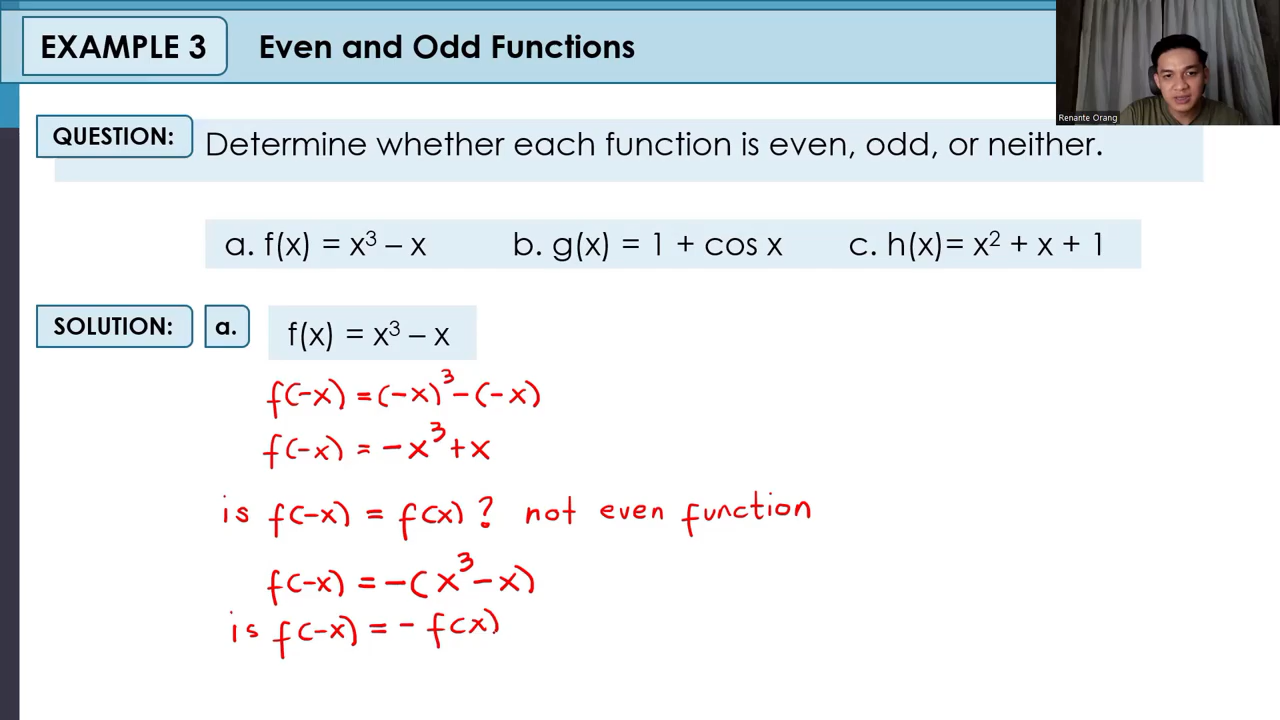 EXAMPLE 3 Even and Odd Functions
Renante Orang
QUESTION: Determine whether each function is even, odd, or neither.
a. f(x) = x³ – x b. g(x) = 1 + cos x c. h(x)= x² + x + 1
SOLUTION: a. f(x) = x³ – x
f(-x) = (-x)³ - (-x)
f(-x) = -x³ + x
is f(-x) = f(x) ? not even function
f(-x) = -(x³ - x)
is f(-x) = - f(x)